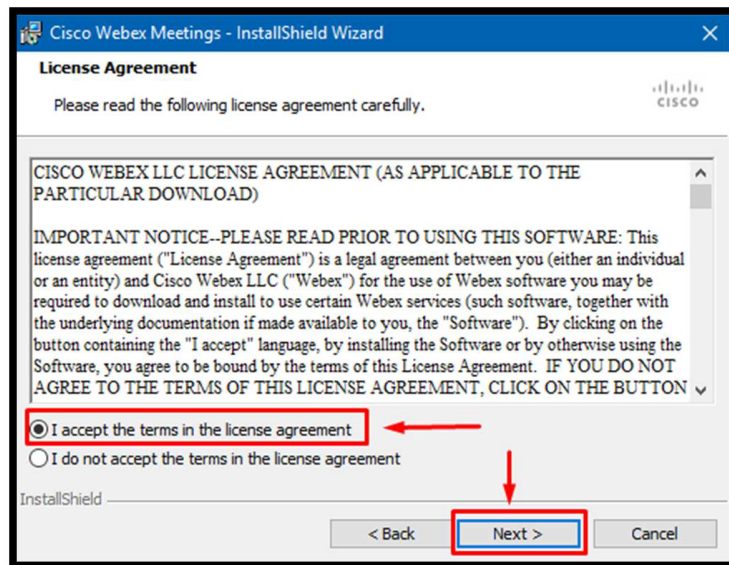 Cisco Webex Meetings - InstallShield Wizard
License Agreement
Please read the following license agreement carefully.
CISCO
CISCO WEBEX LLC LICENSE AGREEMENT (AS APPLICABLE TO THE
PARTICULAR DOWNLOAD)
IMPORTANT NOTICE--PLEASE READ PRIOR TO USING THIS SOFTWARE: This
license agreement ("License Agreement") is a legal agreement between you (either an individual
or an entity) and Cisco Webex LLC ("Webex") for the use of Webex software you may be
required to download and install to use certain Webex services (such software, together with
the underlying documentation if made available to you, the "Software"). By clicking on the
button containing the "I accept" language, by installing the Software or by otherwise using the
Software, you agree to be bound by the terms of this License Agreement. IF YOU DO NOT
AGREE TO THE TERMS OF THIS LICENSE AGREEMENT, CLICK ON THE BUTTON
I accept the terms in the license agreement
I do not accept the terms in the license agreement
InstallShield
< Back Next > Cancel